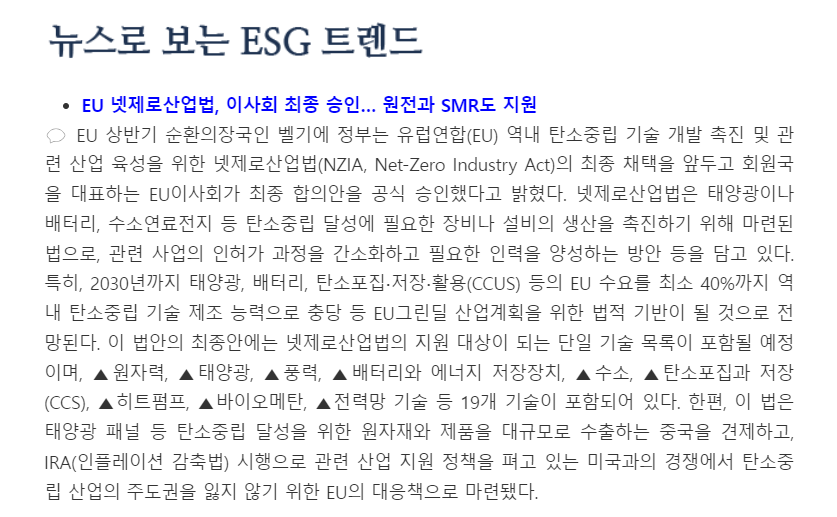 뉴스로 보는 ESG 트렌드
• EU 넷제로산업법, 이사회 최종 승인... 원전과 SMR도 지원
EU 상반기 순환의장국인 벨기에 정부는 유럽연합(EU) 역내 탄소중립 기술 개발 촉진 및 관
련 산업 육성을 위한 넷제로산업법(NZIA, Net-Zero Industry Act)의 최종 채택을 앞두고 회원국
을 대표하는 EU이사회가 최종 합의안을 공식 승인했다고 밝혔다. 넷제로산업법은 태양광이나
배터리, 수소연료전지 등 탄소중립 달성에 필요한 장비나 설비의 생산을 촉진하기 위해 마련된
법으로, 관련 사업의 인허가 과정을 간소화하고 필요한 인력을 양성하는 방안 등을 담고 있다.
특히, 2030년까지 태양광, 배터리, 탄소포집·저장·활용(CCUS) 등의 EU 수요를 최소 40%까지 역
내 탄소중립 기술 제조 능력으로 충당 등 EU그린딜 산업계획을 위한 법적 기반이 될 것으로 전
망된다. 이 법안의 최종안에는 넷제로산업법의 지원 대상이 되는 단일 기술 목록이 포함될 예정
이며, ▲원자력, ▲태양광, ▲풍력, ▲배터리와 에너지 저장장치, ▲수소, ▲탄소포집과 저장
(CCS), ▲히트펌프, ▲바이오메탄, ▲전력망 기술 등 19개 기술이 포함되어 있다. 한편, 이 법은
태양광 패널 등 탄소중립 달성을 위한 원자재와 제품을 대규모로 수출하는 중국을 견제하고,
IRA(인플레이션 감축법) 시행으로 관련 산업 지원 정책을 펴고 있는 미국과의 경쟁에서 탄소중
립 산업의 주도권을 잃지 않기 위한 EU의 대응책으로 마련됐다.